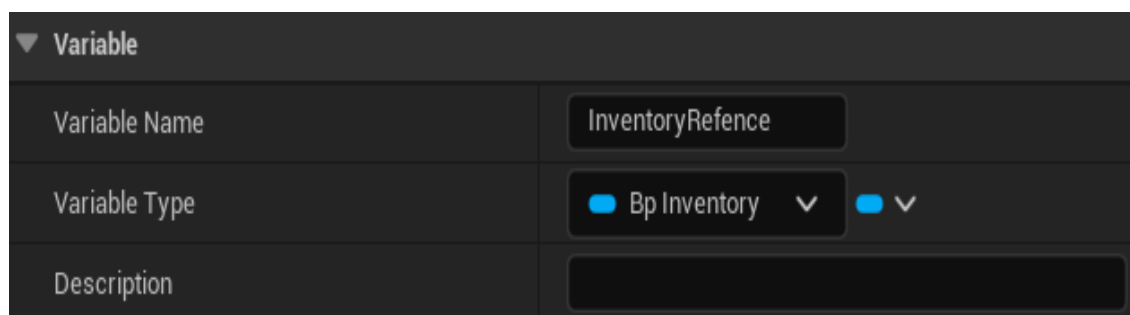 Variable
Variable Name InventoryRefence
Variable Type Bp Inventory
Description